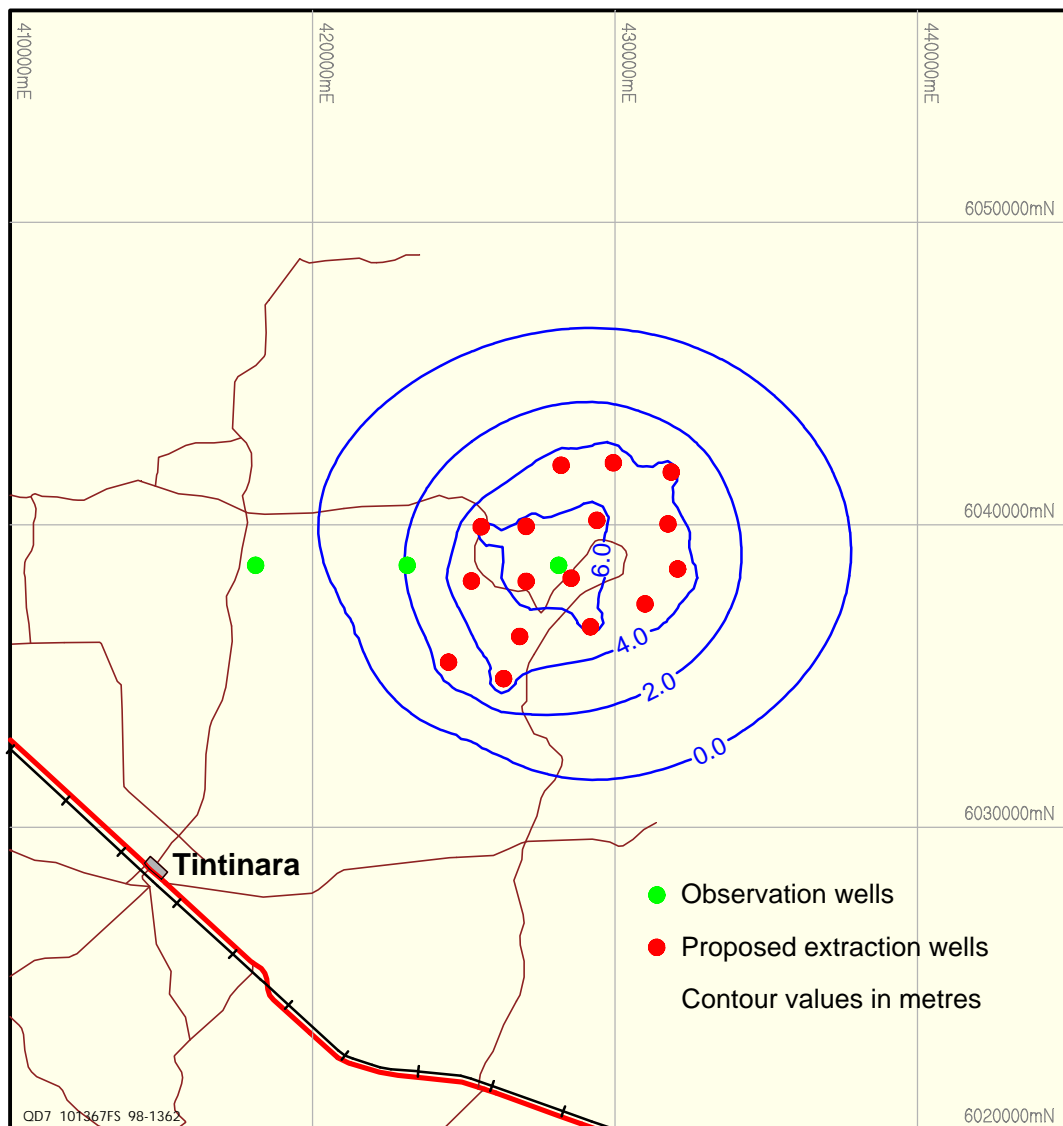 410000mE
420000mE
430000mE
440000mE
6050000mN
6040000mN
6.0
4.0
2.0
0.0
6030000mN
Tintinara
Observation wells
Proposed extraction wells
Contour values in metres
QD7 101367FS 98-1362
6020000mN